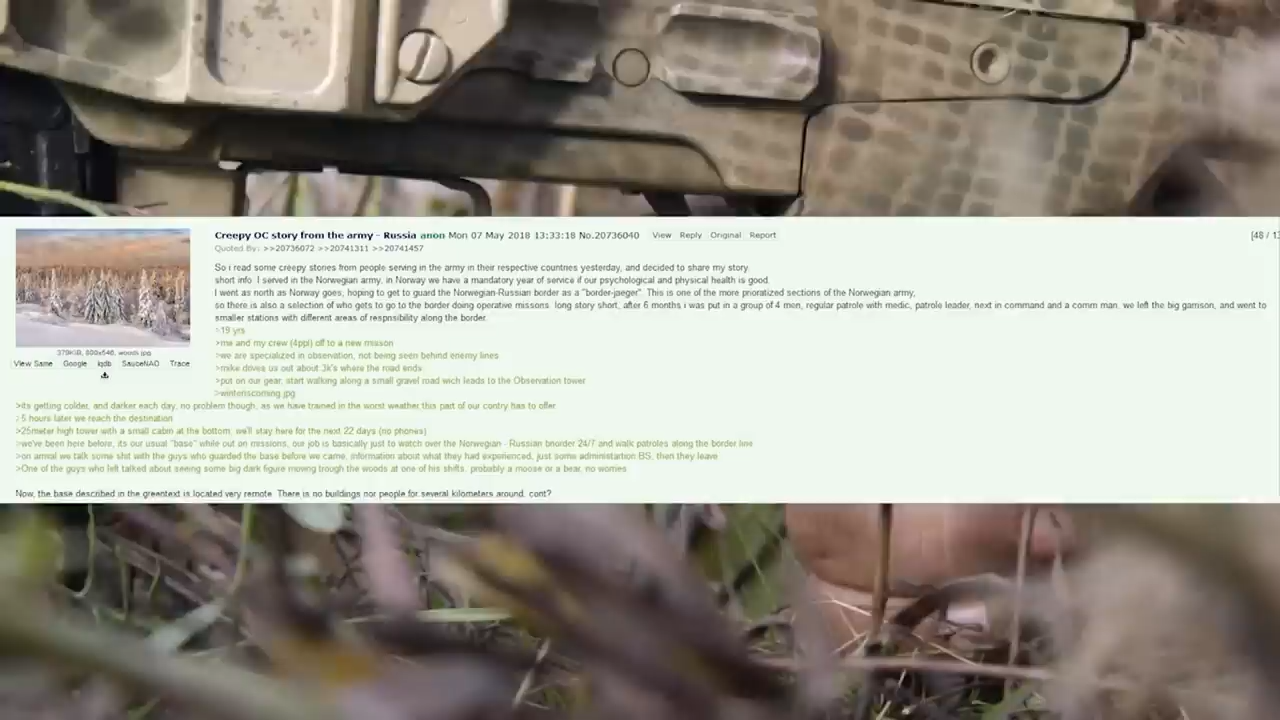 Creepy OC story from the army - Russia anon Mon 07 May 2018 13:33:18 No.20736040 View Reply Original Report [48 / 13
Quoted By: >>20736072 >>20741311 >>20741457
So i read some creepy stories from people serving in the army in their respective countries yesterday, and decided to share my story.
short info. I served in the Norwegian army, in Norway we have a mandatory year of service if our psychological and physical health is good.
I went as north as Norway goes, hoping to get to guard the Norwegian-Russian border as a "border-jaeger". This is one of the more prioratized sections of the Norwegian army,
so there is also a selection of who gets to go to the border doing operative missons. long story short, after 6 months i was put in a group of 4 men, regular patrole with medic, patrole leader, next in command and a comm man, we left the big garrison, and went to
smaller stations with different areas of respnisibility along the border.
>19 yrs
>me and my crew (4ppl) off to a new misson
>we are specialized in observation, not being seen behind enemy lines
>mike doves us out about 3k's where the road ends
>put on our gear, start walking along a small gravel road wich leads to the Observation tower
>winteriscoming.jpg
379KiB, 800x546, woods.jpg
View Same Google iqdb SauceNAO Trace
>its getting colder, and darker each day, no problem though, as we have trained in the worst weather this part of our contry has to offer
>5 hours later we reach the destination
>25meter high tower with a small cabin at the bottom, we'll stay here for the next 22 days (no phones)
>we've been here before, its our usual "base" while out on missions, our job is basically just to watch over the Norwegian - Russian bnorder 24/7 and walk patroles along the border line
>on arrival we talk some shit with the guys who guarded the base before we came, information about what they had experienced, just some administartion BS, then they leave
>One of the guys who left talked about seeing some big dark figure moving trough the woods at one of his shifts, probably a moose or a bear, no worries
Now, the base described in the greentext is located very remote. There is no buildings nor people for several kilometers around. cont?